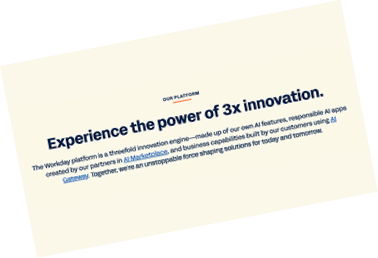 OUR PLATFORM
Experience the power of 3x innovation.
The Workday platform is a threefold innovation engine—made up of our own AI features, responsible AI apps
created by our partners in AI Marketplace, and business capabilities built by our customers using AI
Gateway. Together, we're an unstoppable force shaping solutions for today and tomorrow.